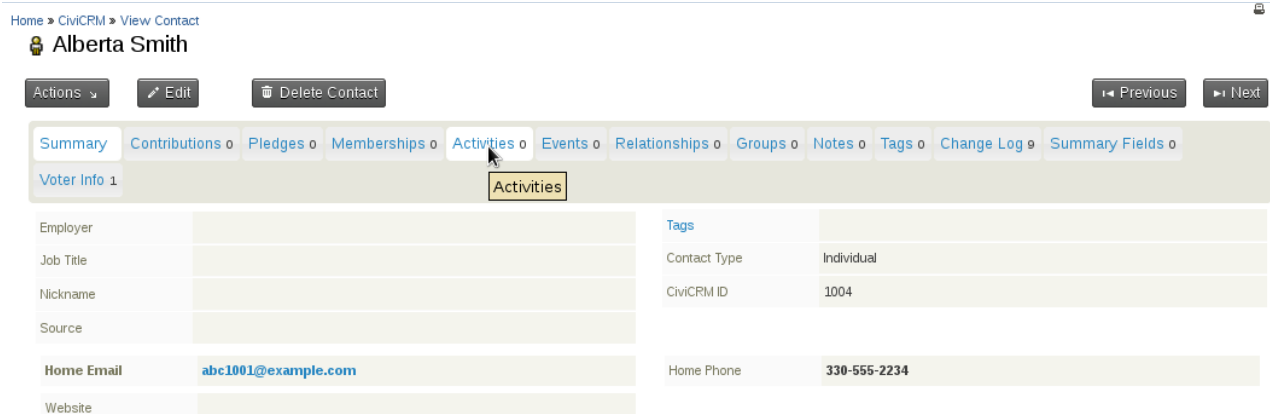 Home » CiviCRM » View Contact
Alberta Smith
Actions Edit Delete Contact Previous Next
Summary Contributions 0 Pledges 0 Memberships 0 Activities 0 Events 0 Relationships 0 Groups 0 Notes 0 Tags 0 Change Log 9 Summary Fields 0
Voter Info 1
Activities
Employer
Job Title
Nickname
Source
Tags
Contact Type Individual
CiviCRM ID 1004
Home Email abc1001@example.com
Home Phone 330-555-2234
Website